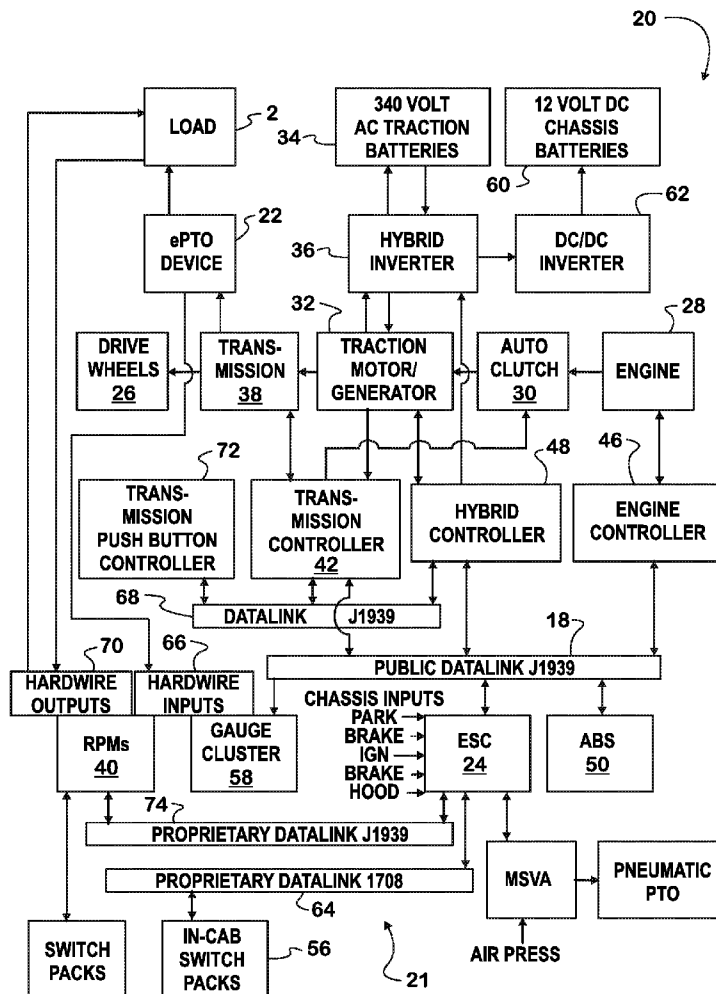 20
LOAD
2
340 VOLT
AC TRACTION
BATTERIES
34
12 VOLT DC
CHASSIS
BATTERIES
60
62
ePTO
DEVICE
22
36
HYBRID
INVERTER
DC/DC
INVERTER
32
28
DRIVE
WHEELS
26
TRANS-
MISSION
38
TRACTION
MOTOR/
GENERATOR
AUTO
CLUTCH
30
ENGINE
72
48
46
TRANS-
MISSION
PUSH BUTTON
CONTROLLER
TRANS-
MISSION
CONTROLLER
42
HYBRID
CONTROLLER
ENGINE
CONTROLLER
68
DATALINK J1939
18
70
66
PUBLIC DATALINK J1939
HARDWIRE
OUTPUTS
HARDWIRE
INPUTS
RPMs
40
GAUGE
CLUSTER
58
CHASSIS INPUTS
PARK
BRAKE
IGN
BRAKE
HOOD
ESC
24
ABS
50
74
PROPRIETARY DATALINK J1939
PROPRIETARY DATALINK 1708
64
MSVA
PNEUMATIC
PTO
AIR PRESS
SWITCH
PACKS
IN-CAB
SWITCH
PACKS
56
21